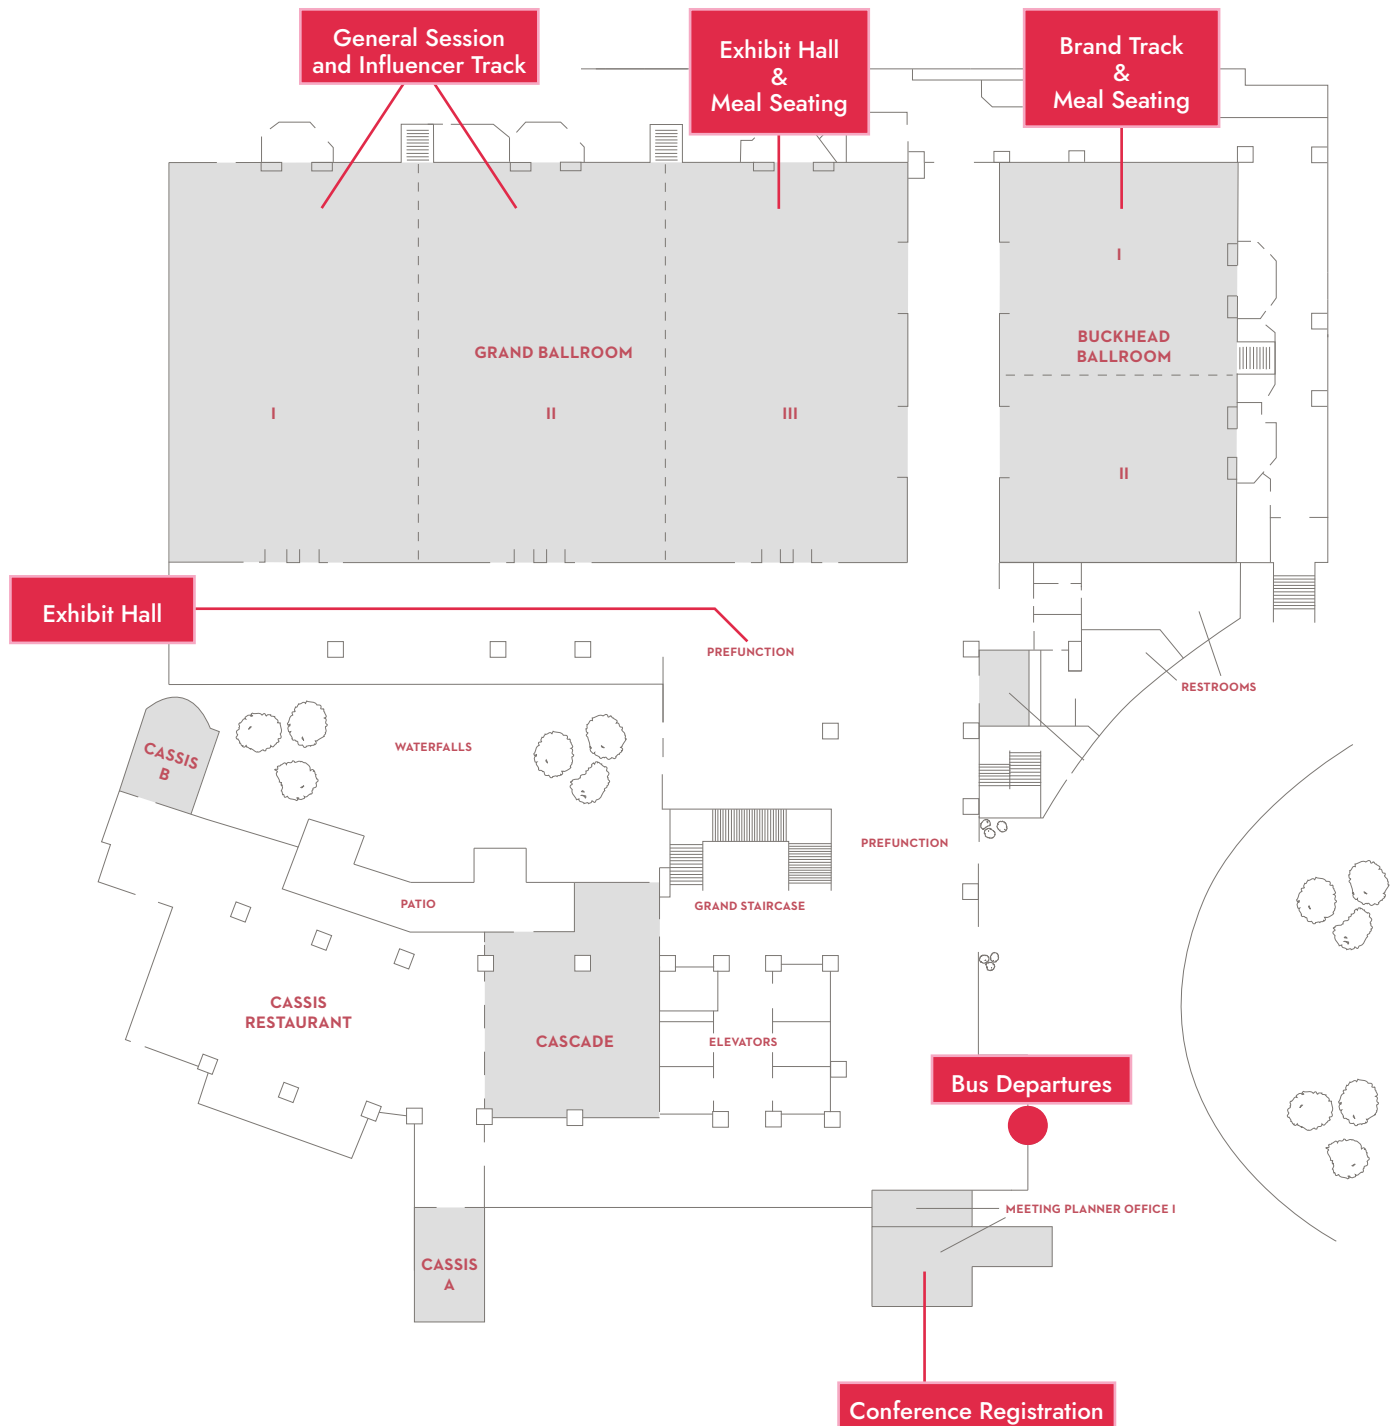 General Session
and Influencer Track
Exhibit Hall
&
Meal Seating
Brand Track
&
Meal Seating
I
BUCKHEAD
BALLROOM
GRAND BALLROOM
I
II
III
II
Exhibit Hall
PREFUNCTION
RESTROOMS
CASSIS
B
WATERFALLS
PREFUNCTION
PATIO
GRAND STAIRCASE
CASSIS
RESTAURANT
CASCADE
ELEVATORS
Bus Departures
MEETING PLANNER OFFICE I
CASSIS
A
Conference Registration